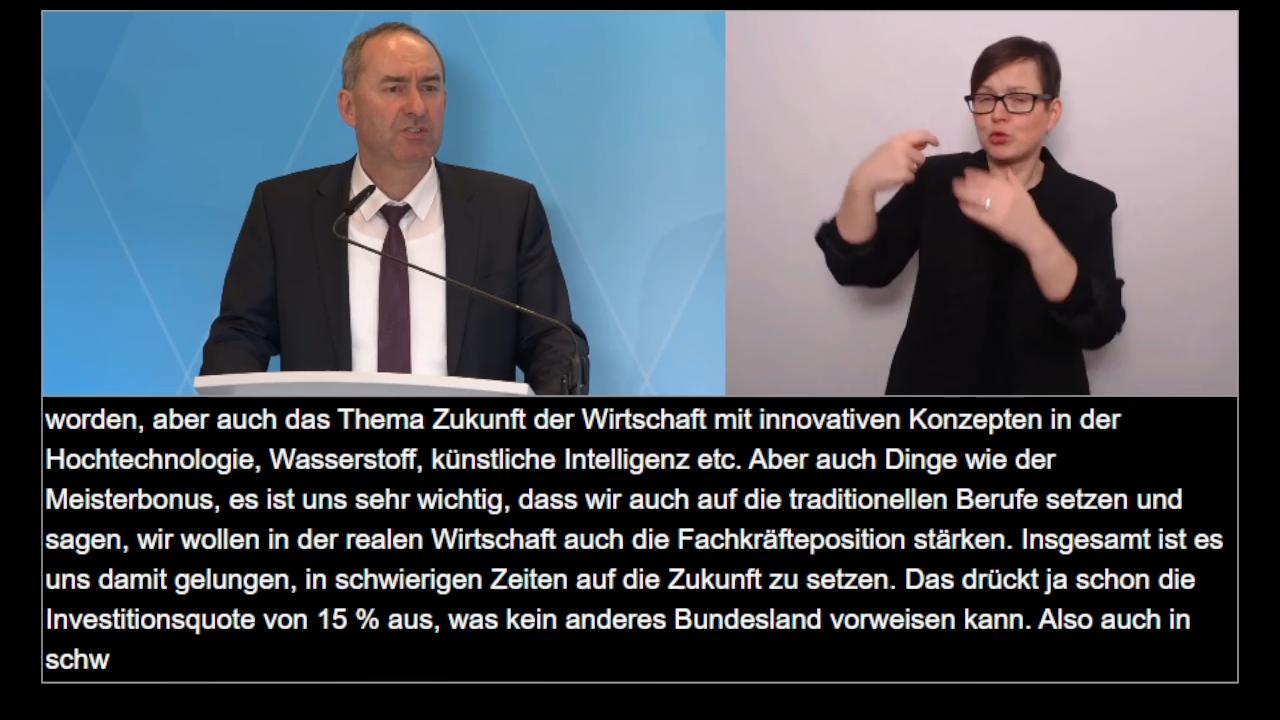 worden, aber auch das Thema Zukunft der Wirtschaft mit innovativen Konzepten in der
Hochtechnologie, Wasserstoff, künstliche Intelligenz etc. Aber auch Dinge wie der
Meisterbonus, es ist uns sehr wichtig, dass wir auch auf die traditionellen Berufe setzen und
sagen, wir wollen in der realen Wirtschaft auch die Fachkräfteposition stärken. Insgesamt ist es
uns damit gelungen, in schwierigen Zeiten auf die Zukunft zu setzen. Das drückt ja schon die
Investitionsquote von 15 % aus, was kein anderes Bundesland vorweisen kann. Also auch in
schw